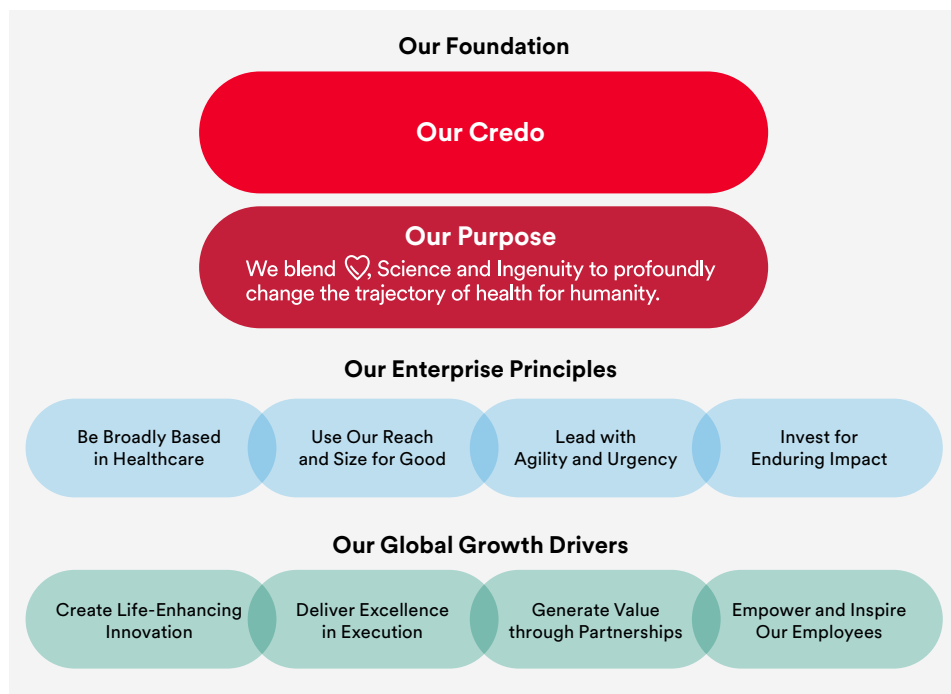 Our Foundation
Our Credo
Our Purpose
We blend ♡, Science and Ingenuity to profoundly
change the trajectory of health for humanity.
Our Enterprise Principles
Be Broadly Based
in Healthcare
Use Our Reach
and Size for Good
Lead with
Agility and Urgency
Invest for
Enduring Impact
Our Global Growth Drivers
Create Life-Enhancing
Innovation
Deliver Excellence
in Execution
Generate Value
through Partnerships
Empower and Inspire
Our Employees